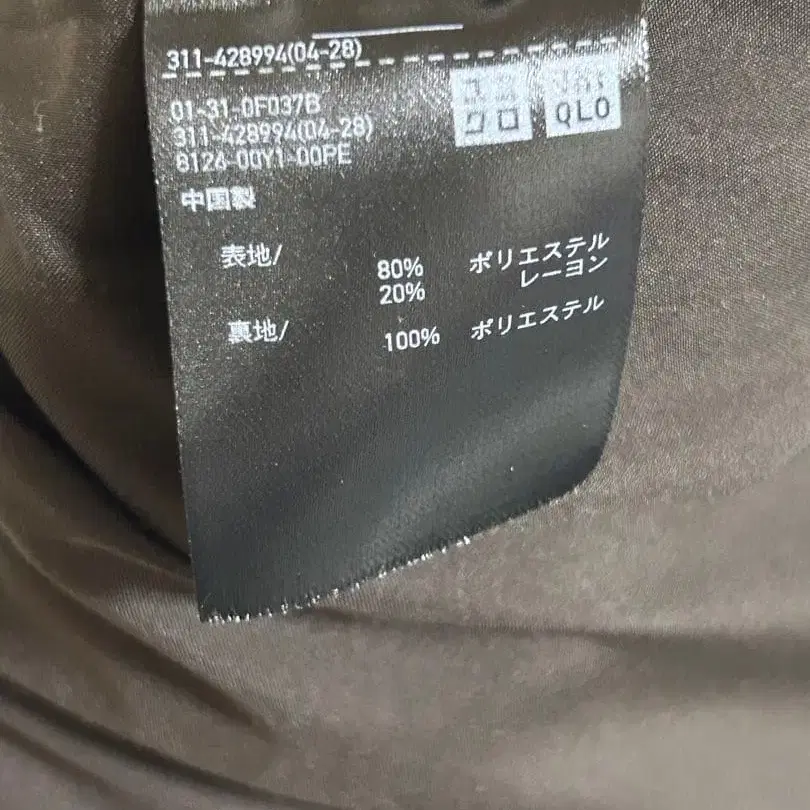 311-428994(04-28)
01-31-0F037B
311-428994(04-28)
8126-00Y1-00PE
ユニ
クロ
UNI
QLO
中国製
表地/ 80% ポリエステル
20% レーヨン
裏地/ 100% ポリエステル